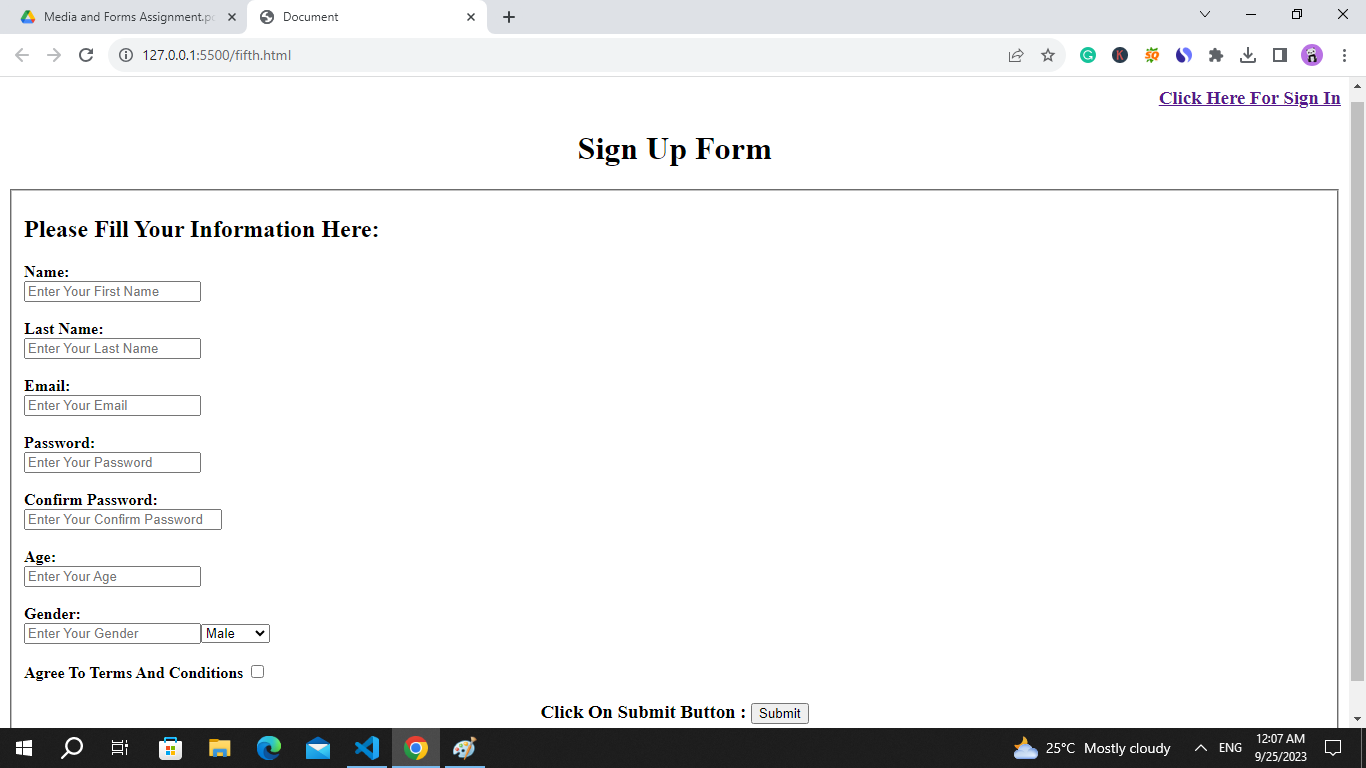 Media and Forms Assignment.p
Document
127.0.0.1:5500/fifth.html
Click Here For Sign In
Sign Up Form
Please Fill Your Information Here:
Name:
Enter Your First Name
Last Name:
Enter Your Last Name
Email:
Enter Your Email
Password:
Enter Your Password
Confirm Password:
Enter Your Confirm Password
Age:
Enter Your Age
Gender:
Enter Your Gender Male
Agree To Terms And Conditions
Click On Submit Button : Submit
25°C Mostly cloudy ENG 12:07 AM
9/25/2023